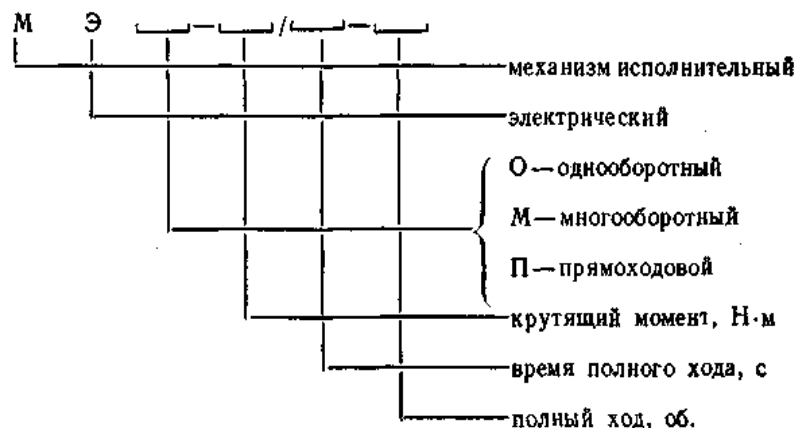 М Э — / —
механизм исполнительный
электрический
О — однооборотный
М — многооборотный
П — прямоходовой
крутящий момент, Н·м
время полного хода, с
полный ход, об.